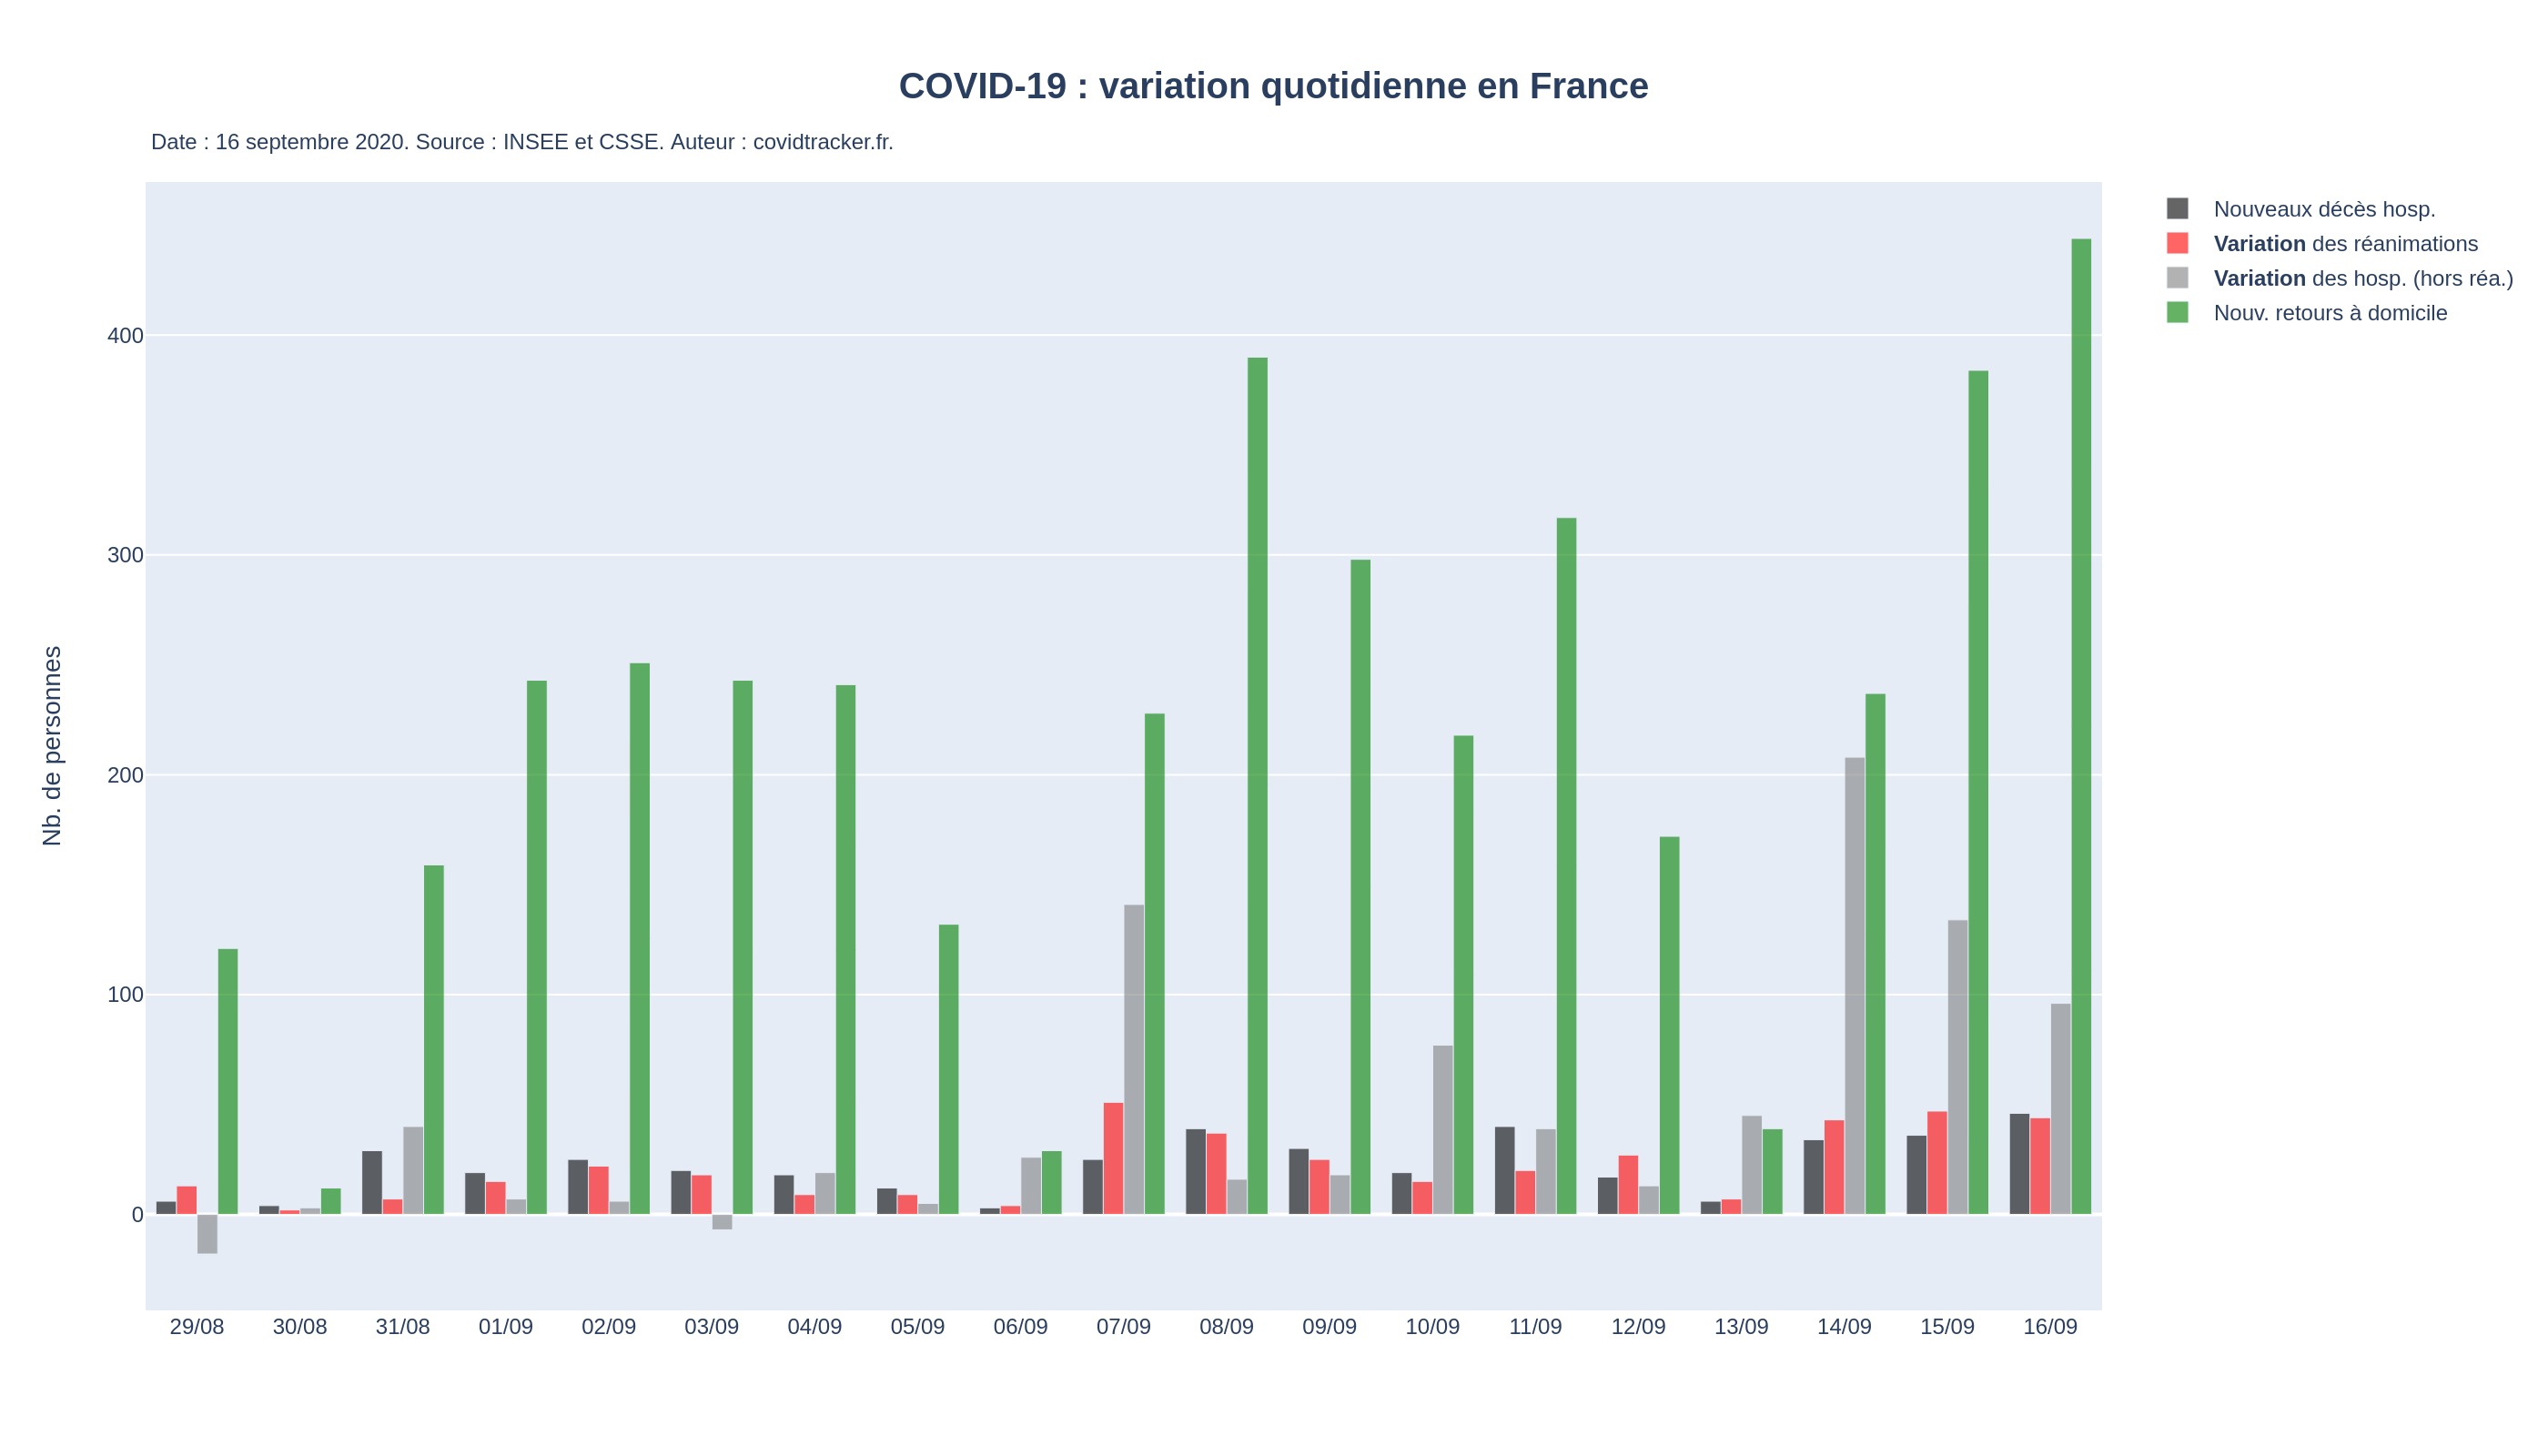 COVID-19 : variation quotidienne en France
Date : 16 septembre 2020. Source : INSEE et CSSE. Auteur : covidtracker.fr.
Nouveaux décès hosp.
Variation des réanimations
Variation des hosp. (hors réa.)
Nouv. retours à domicile
Nb. de personnes
400
300
200
100
0
29/08 30/08 31/08 01/09 02/09 03/09 04/09 05/09 06/09 07/09 08/09 09/09 10/09 11/09 12/09 13/09 14/09 15/09 16/09